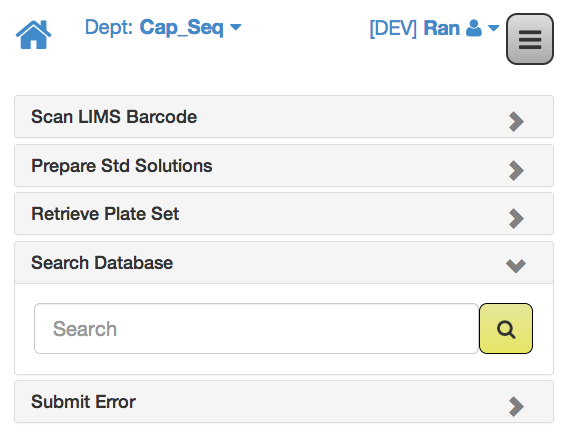 Dept: Cap_Seq
[DEV] Ran
Scan LIMS Barcode
Prepare Std Solutions
Retrieve Plate Set
Search Database
Search
Submit Error